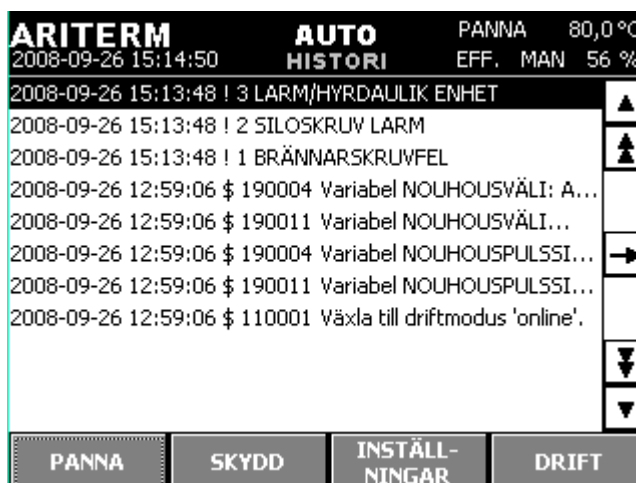 ARITERM AUTO PANNA 80,0 °C
2008-09-26 15:14:50 HISTORI EFF. MAN 56 %
2008-09-26 15:13:48 ! 3 LARM/HYRDAULIK ENHET
2008-09-26 15:13:48 ! 2 SILOSKRUV LARM
2008-09-26 15:13:48 ! 1 BRÄNNARSKRUVFEL
2008-09-26 12:59:06 $ 190004 Variabel NOUHOUSVÄLI: A...
2008-09-26 12:59:06 $ 190011 Variabel NOUHOUSVÄLI...
2008-09-26 12:59:06 $ 190004 Variabel NOUHOUSPULSSI...
2008-09-26 12:59:06 $ 190011 Variabel NOUHOUSPULSSI...
2008-09-26 12:59:06 $ 110001 Växla till driftmodus 'online'.
PANNA
SKYDD
INSTÄLL-
NINGAR
DRIFT